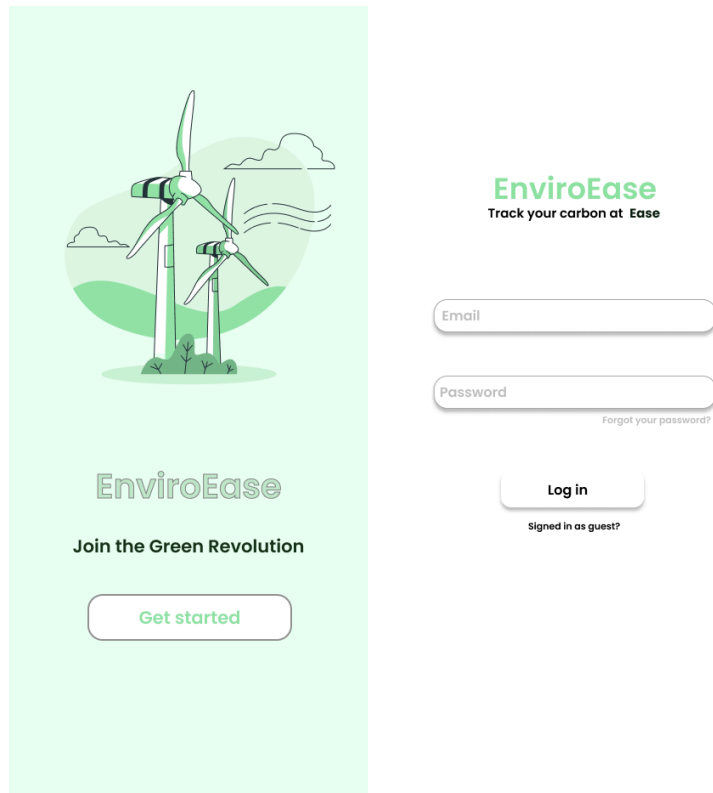 EnviroEase
Join the Green Revolution
Get started
EnviroEase
Track your carbon at Ease
Email
Password
Forgot your password?
Log in
Signed in as guest?